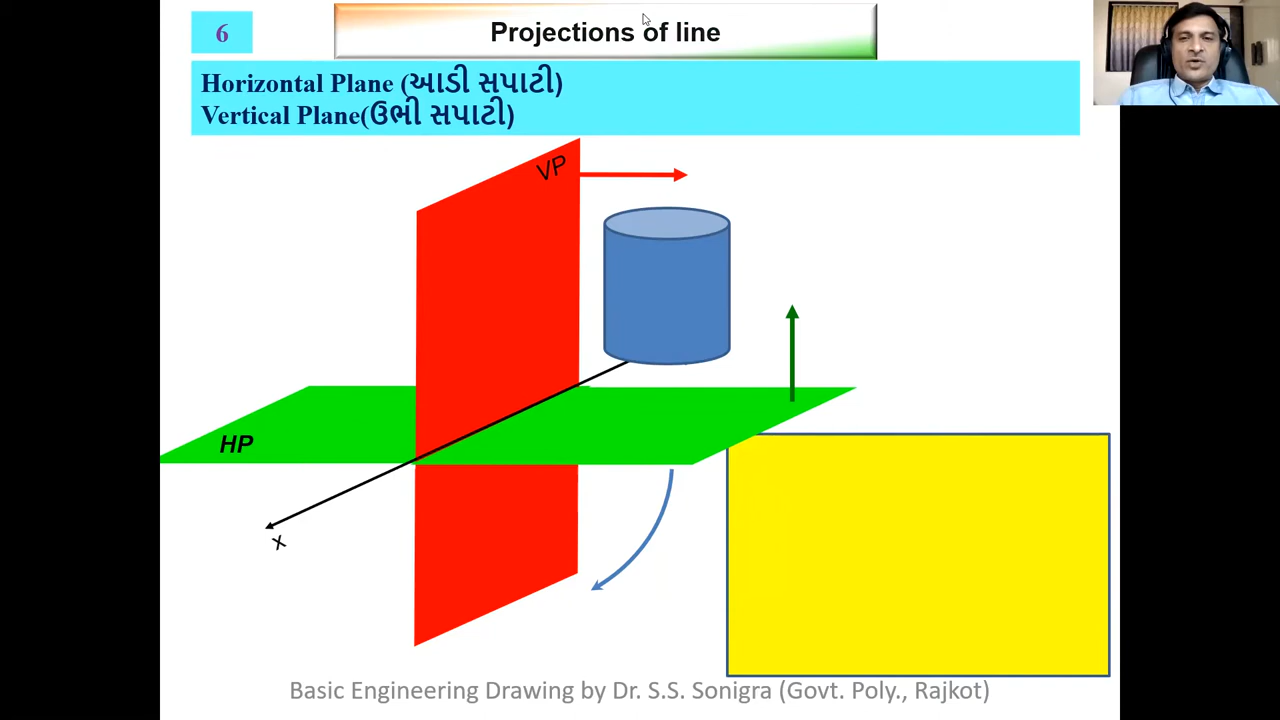 6
Projections of line
Horizontal Plane (આડી સપાટી)
Vertical Plane(ઉભી સપાટી)
VP
HP
x
Basic Engineering Drawing by Dr. S.S. Sonigra (Govt. Poly., Rajkot)